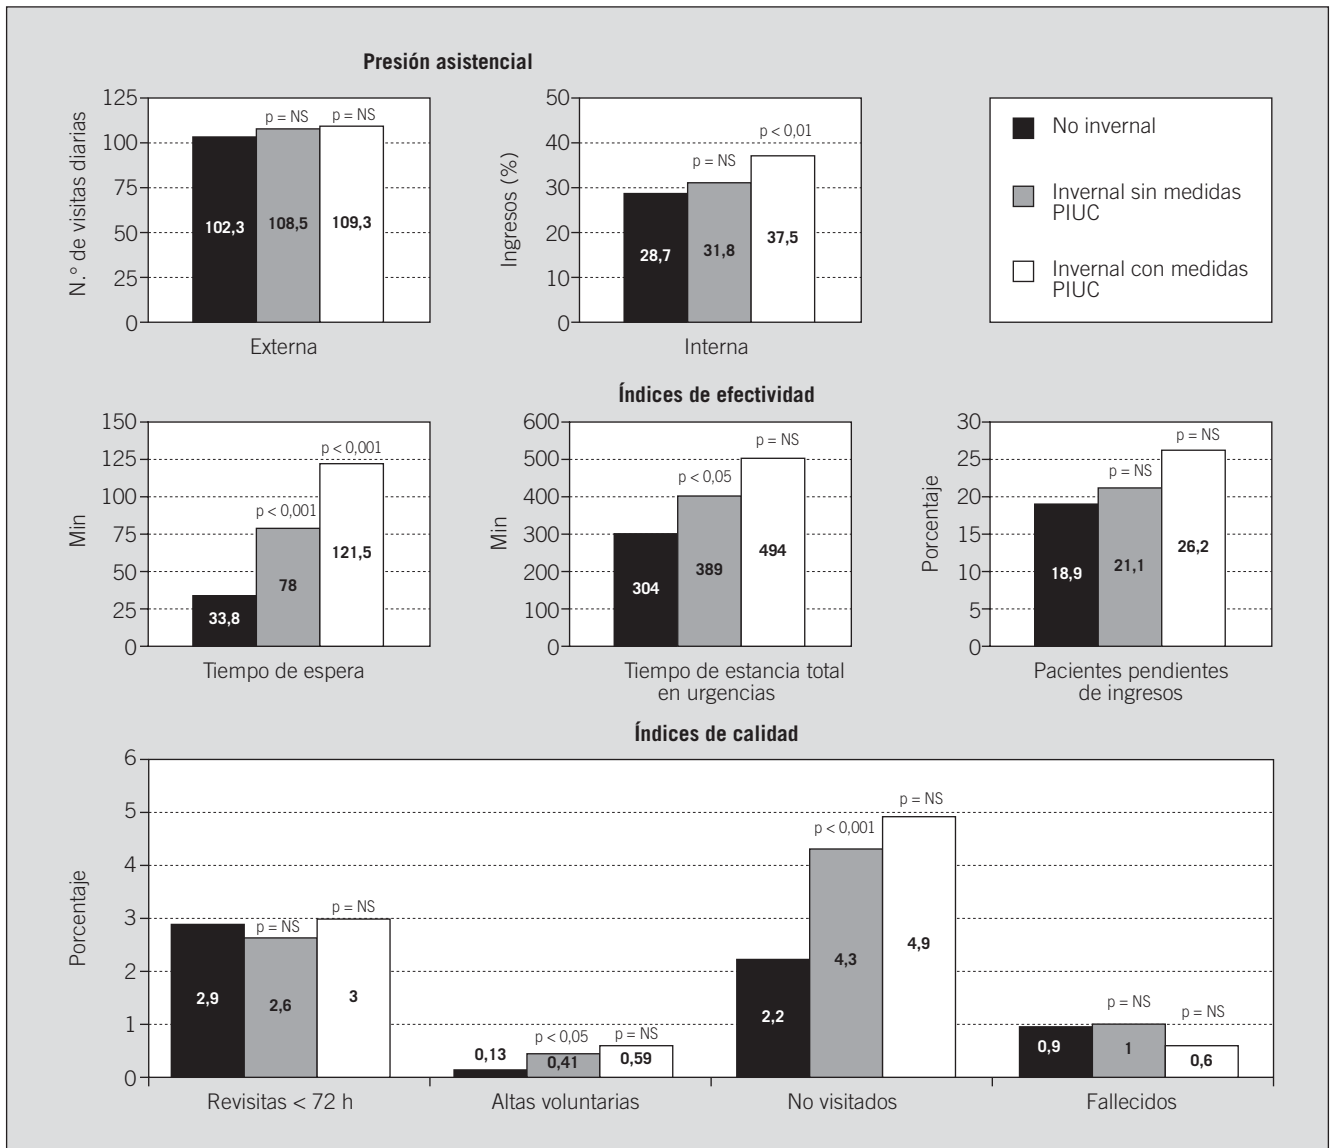 Presión asistencial
N.° de visitas diarias
125
100
75
50
25
0
p = NS
p = NS
102,3
108,5
109,3
Externa
Ingresos (%)
50
40
30
20
10
0
p = NS
p < 0,01
28,7
31,8
37,5
Interna
No invernal
Invernal sin medidas
PIUC
Invernal con medidas
PIUC
Índices de efectividad
Min
150
125
100
75
50
25
0
p < 0,001
p < 0,001
33,8
78
121,5
Tiempo de espera
Min
600
500
400
300
200
100
0
p < 0,05
p = NS
304
389
494
Tiempo de estancia total
en urgencias
Porcentaje
30
25
20
15
10
5
0
p = NS
p = NS
18,9
21,1
26,2
Pacientes pendientes
de ingresos
Índices de calidad
Porcentaje
6
5
4
3
2
1
0
p = NS
p = NS
2,9
2,6
3
Revisitas < 72 h
p < 0,05
p = NS
0,13
0,41
0,59
Altas voluntarias
p < 0,001
p = NS
2,2
4,3
4,9
No visitados
p = NS
p = NS
0,9
1
0,6
Fallecidos